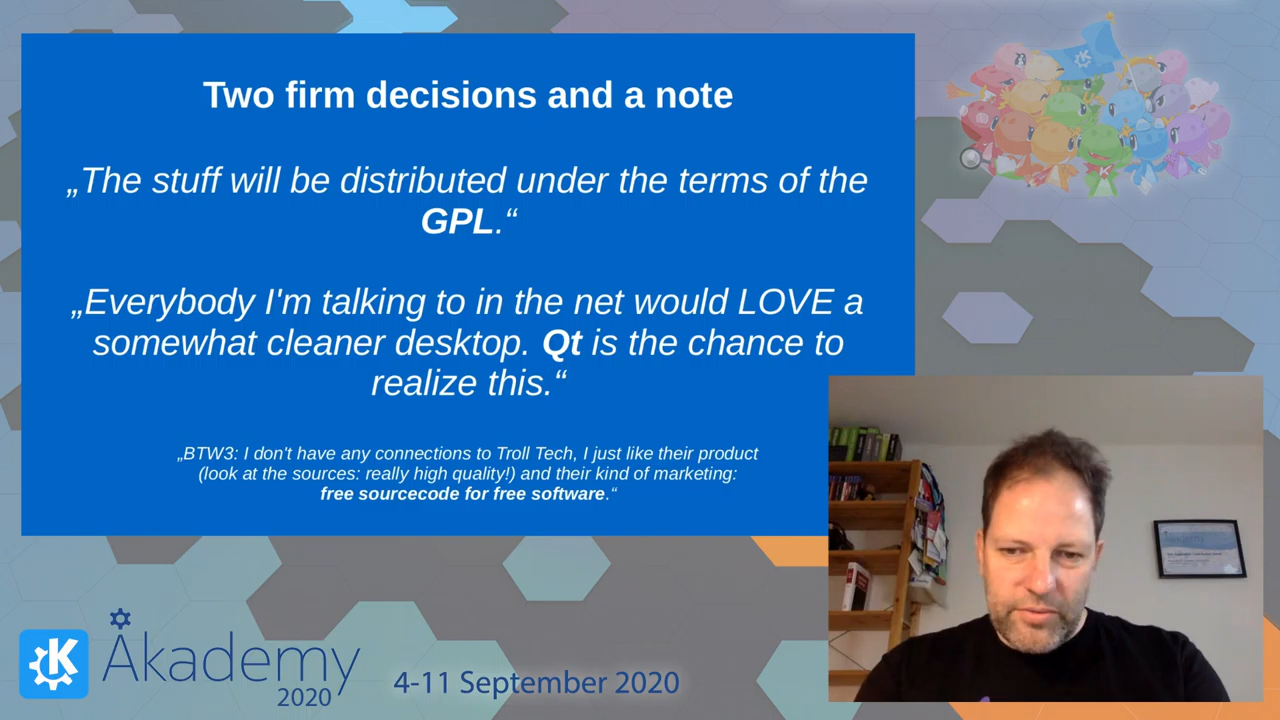 Two firm decisions and a note
„The stuff will be distributed under the terms of the
GPL.“
„Everybody I'm talking to in the net would LOVE a
somewhat cleaner desktop. Qt is the chance to
realize this.“
„BTW3: I don't have any connections to Troll Tech, I just like their product
(look at the sources: really high quality!) and their kind of marketing:
free sourcecode for free software.“
K
Akademy
2020
4-11 September 2020